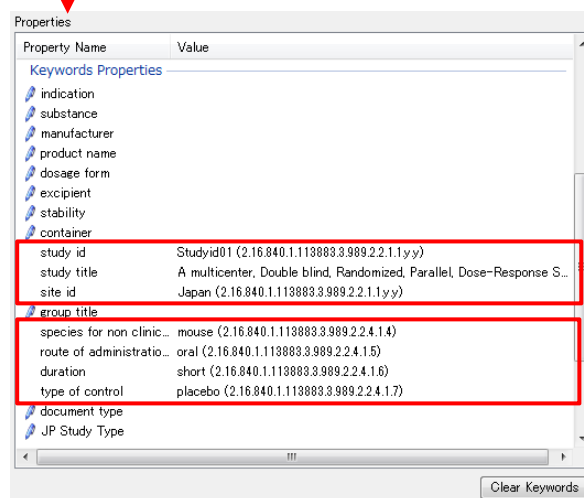 Properties
Property Name Value
Keywords Properties
indication
substance
manufacturer
product name
dosage form
excipient
stability
container
study id Studyid01 (2.16.840.1.113883.3.989.2.2.1.1.y.y)
study title A multicenter, Double blind, Randomized, Parallel, Dose-Response S...
site id Japan (2.16.840.1.113883.3.989.2.2.1.1.y.y)
group title
species for non clinic... mouse (2.16.840.1.113883.3.989.2.2.4.1.4)
route of administratio... oral (2.16.840.1.113883.3.989.2.2.4.1.5)
duration short (2.16.840.1.113883.3.989.2.2.4.1.6)
type of control placebo (2.16.840.1.113883.3.989.2.2.4.1.7)
document type
JP Study Type
Clear Keywords